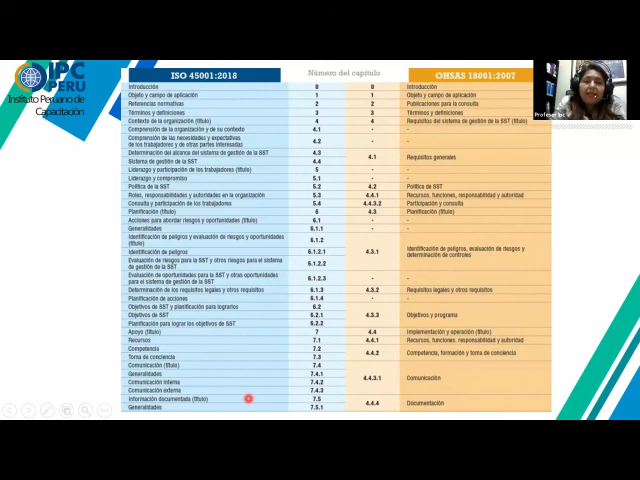 IPC
PERU
Instituto Peruano de
Capacitación
Profesor ipc
ISO 45001:2018 Número del capítulo OHSAS 18001:2007
Introducción 0 0 Introducción
Objeto y campo de aplicación 1 1 Objeto y campo de aplicación
Referencias normativas 2 2 Publicaciones para la consulta
Términos y definiciones 3 3 Términos y definiciones
Contexto de la organización (título) 4 4 Requisitos del sistema de gestión de la SST (título)
Comprensión de la organización y de su contexto 4.1 - -
Comprensión de las necesidades y expectativas
de los trabajadores y de otras partes interesadas 4.2 - -
Determinación del alcance del sistema de gestión de la SST 4.3
Sistema de gestión de la SST 4.4
4.1 Requisitos generales
Liderazgo y participación de los trabajadores (título) 5 - -
Liderazgo y compromiso 5.1 - -
Política de la SST 5.2 4.2 Política de SST
Roles, responsabilidades y autoridades en la organización 5.3 4.4.1 Recursos, funciones, responsabilidad y autoridad
Consulta y participación de los trabajadores 5.4 4.4.3.2 Participación y consulta
Planificación (título) 6 4.3 Planificación (título)
Acciones para abordar riesgos y oportunidades (título) 6.1 - -
Generalidades 6.1.1 - -
Identificación de peligros y evaluación de riesgos y oportunidades
(título) 6.1.2
Identificación de peligros 6.1.2.1
Evaluación de riesgos para la SST y otros riesgos para el sistema
de gestión de la SST 6.1.2.2
4.3.1 Identificación de peligros, evaluación de riesgos y
determinación de controles
Evaluación de oportunidades para la SST y otras oportunidades
para el sistema de gestión de la SST 6.1.2.3 - -
Determinación de los requisitos legales y otros requisitos 6.1.3 4.3.2 Requisitos legales y otros requisitos
Planificación de acciones 6.1.4 - -
Objetivos de SST y planificación para lograrlos 6.2
Objetivos de SST 6.2.1
Planificación para lograr los objetivos de SST 6.2.2
4.3.3 Objetivos y programa
Apoyo (título) 7 4.4 Implementación y operación (título)
Recursos 7.1 4.4.1 Recursos, funciones, responsabilidad y autoridad
Competencia 7.2
Toma de conciencia 7.3
4.4.2 Competencia, formación y toma de conciencia
Comunicación (título) 7.4
Generalidades 7.4.1
Comunicación interna 7.4.2
Comunicación externa 7.4.3
4.4.3.1 Comunicación
Información documentada (título) 7.5
Generalidades 7.5.1
4.4.4 Documentación